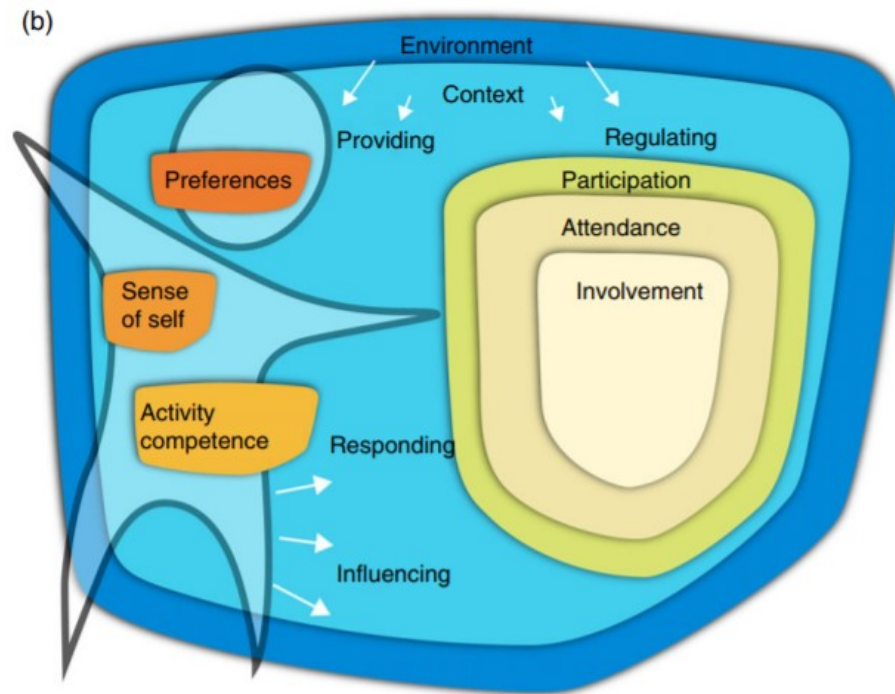 (b)
Environment
Context
Providing
Regulating
Preferences
Participation
Attendance
Sense
of self
Involvement
Activity
competence
Responding
Influencing